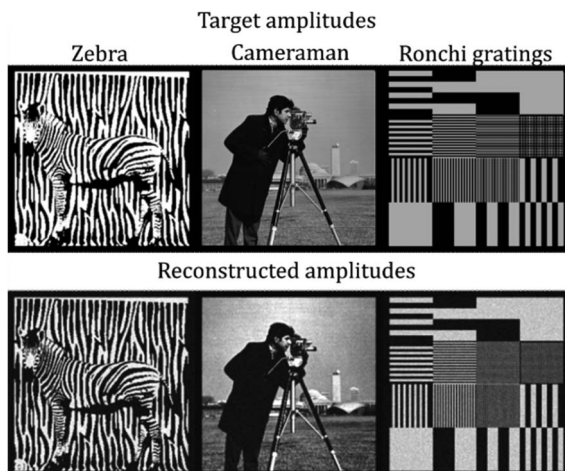 Target amplitudes
Zebra Cameraman Ronchi gratings
Reconstructed amplitudes